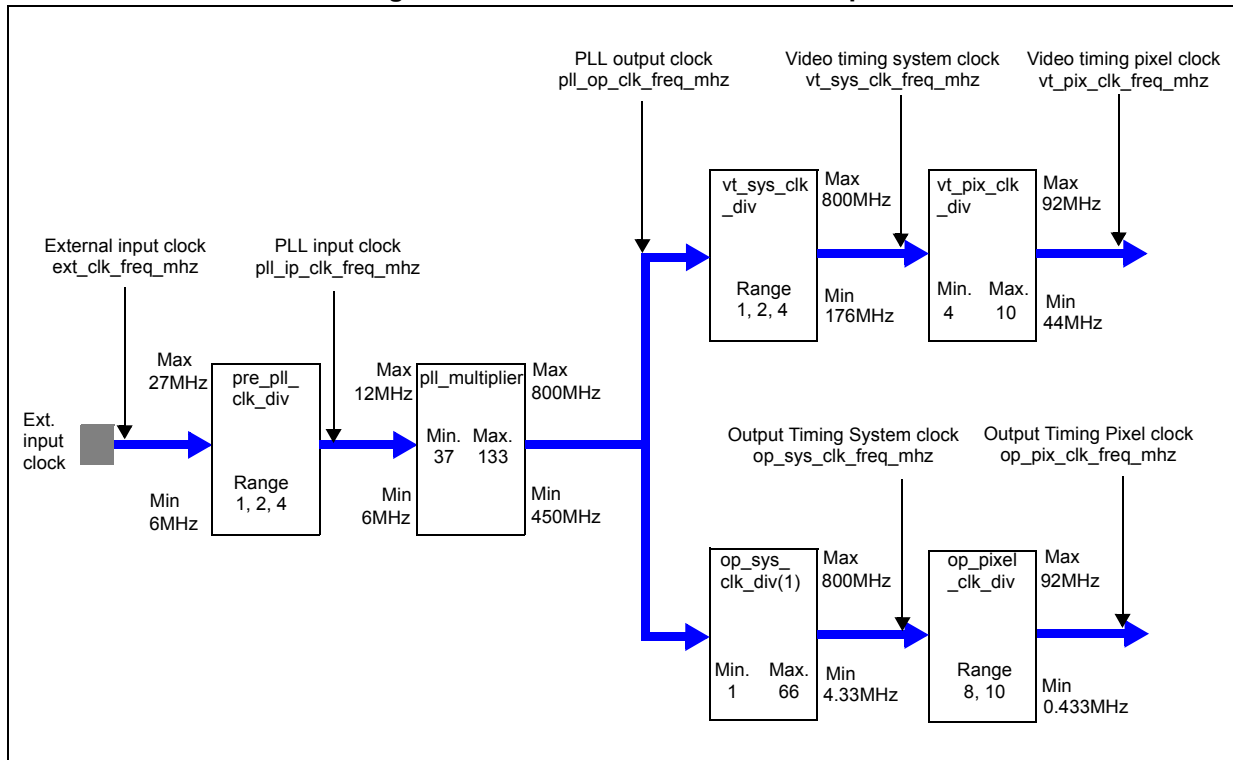 PLL output clock
pll_op_clk_freq_mhz
Video timing system clock
vt_sys_clk_freq_mhz
Video timing pixel clock
vt_pix_clk_freq_mhz
External input clock
ext_clk_freq_mhz
PLL input clock
pll_ip_clk_freq_mhz
vt_sys_clk
_div
Range
1, 2, 4
Max
800MHz
Min
176MHz
vt_pix_clk
_div
Min. Max.
4 10
Max
92MHz
Min
44MHz
Ext.
input
clock
Max
27MHz
Min
6MHz
pre_pll_
clk_div
Range
1, 2, 4
Max
12MHz
Min
6MHz
pll_multiplier
Min. Max.
37 133
Max
800MHz
Min
450MHz
Output Timing System clock
op_sys_clk_freq_mhz
Output Timing Pixel clock
op_pix_clk_freq_mhz
op_sys_
clk_div(1)
Min. Max.
1 66
Max
800MHz
Min
4.33MHz
op_pixel
_clk_div
Range
8, 10
Max
92MHz
Min
0.433MHz